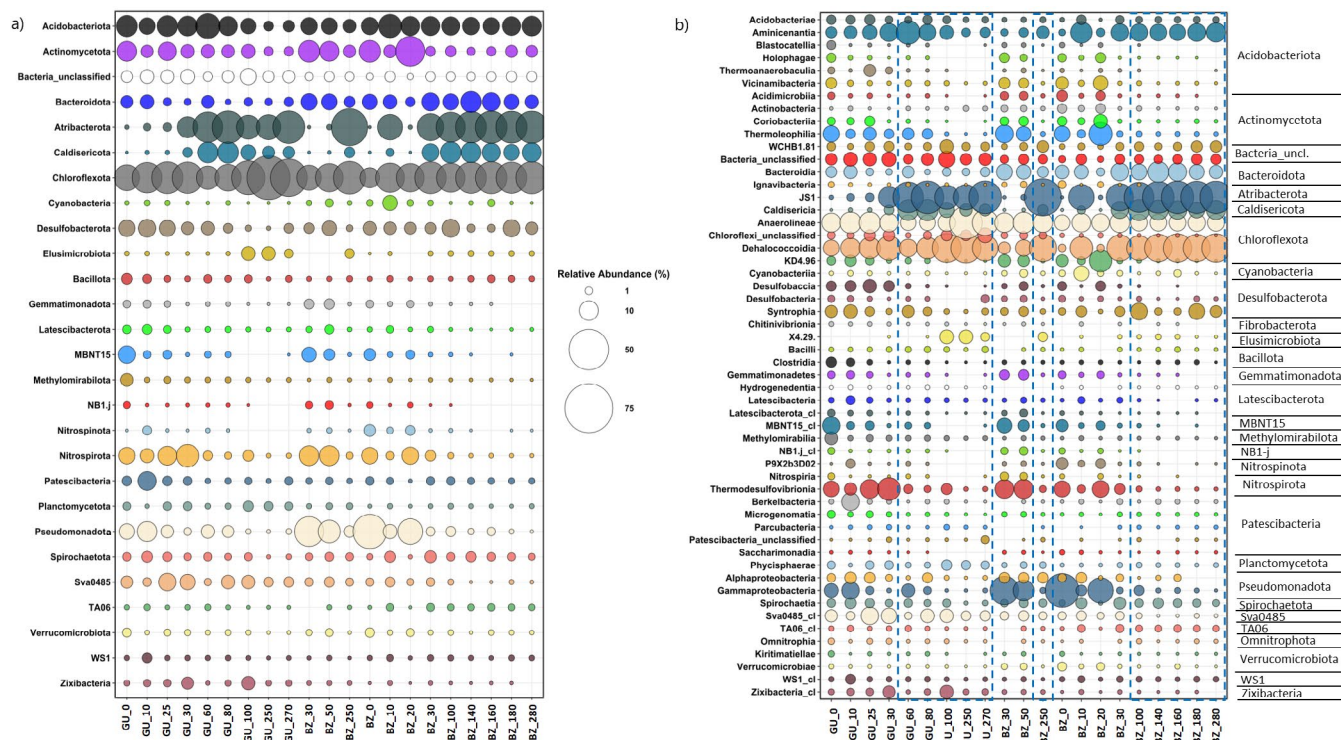 a)
Acidobacteriota
Actinomycetota
Bacteria_unclassified
Bacteroidota
Atribacterota
Caldisericota
Chloroflexota
Cyanobacteria
Desulfobacterota
Elusimicrobiota
Bacillota
Gemmatimonadota
Latescibacterota
MBNT15
Methylomirabilota
NB1.j
Nitrospinota
Nitrospirota
Patescibacteria
Planctomycetota
Pseudomonadota
Spirochaetota
Sva0485
TA06
Verrucomicrobiota
WS1
Zixibacteria
GU_0 GU_10 GU_25 GU_30 GU_60 GU_80 GU_100 GU_250 GU_270 BZ_30 BZ_50 BZ_250 BZ_0 BZ_10 BZ_20 BZ_30 BZ_100 BZ_140 BZ_160 BZ_180 BZ_280
Relative Abundance (%)
1
10
50
75
b)
Acidobacteriae
Aminicenantia
Blastocatellia
Holophagae
Thermoanaerobaculia
Vicinamibacteria
Acidimicrobiia
Actinobacteria
Coriobacteriia
Thermoleophilia
WCHB1.81
Bacteria_unclassified
Bacteroidia
Ignavibacteria
JS1
Caldisericia
Anaerolineae
Chloroflexi_unclassified
Dehalococcoidia
KD4.96
Cyanobacteriia
Desulfobaccia
Desulfobacteria
Syntrophia
Chitinivibrionia
X4.29.
Bacilli
Clostridia
Gemmatimonadetes
Hydrogenedentia
Latescibacteria
Latescibacterota_cl
MBNT15_cl
Methylomirabilia
NB1.j_cl
P9X2b3D02
Nitrospiria
Thermodesulfovibrionia
Berkelbacteria
Microgenomatia
Parcubacteria
Patescibacteria_unclassified
Saccharimonadia
Phycisphaerae
Alphaproteobacteria
Gammaproteobacteria
Spirochaetia
Sva0485_cl
TA06_cl
Omnitrophia
Kiritimatiellae
Verrucomicrobiae
WS1_cl
Zixibacteria_cl
GU_0 GU_10 GU_25 GU_30 GU_60 GU_80 U_100 U_250 U_270 BZ_30 BZ_50 BZ_250 BZ_0 BZ_10 BZ_20 BZ_30 BZ_100 BZ_140 BZ_160 BZ_180 BZ_280
Acidobacteriota
Actinomycetota
Bacteria_uncl.
Bacteroidota
Atribacterota
Caldisericota
Chloroflexota
Cyanobacteria
Desulfobacterota
Fibrobacterota
Elusimicrobiota
Bacillota
Gemmatimonadota
Latescibacterota
MBNT15
Methylomirabilota
NB1-j
Nitrospinota
Nitrospirota
Patescibacteria
Planctomycetota
Pseudomonadota
Spirochaetota
Sva0485
TA06
Omnitrophota
Verrucomicrobiota
WS1
Zixibacteria